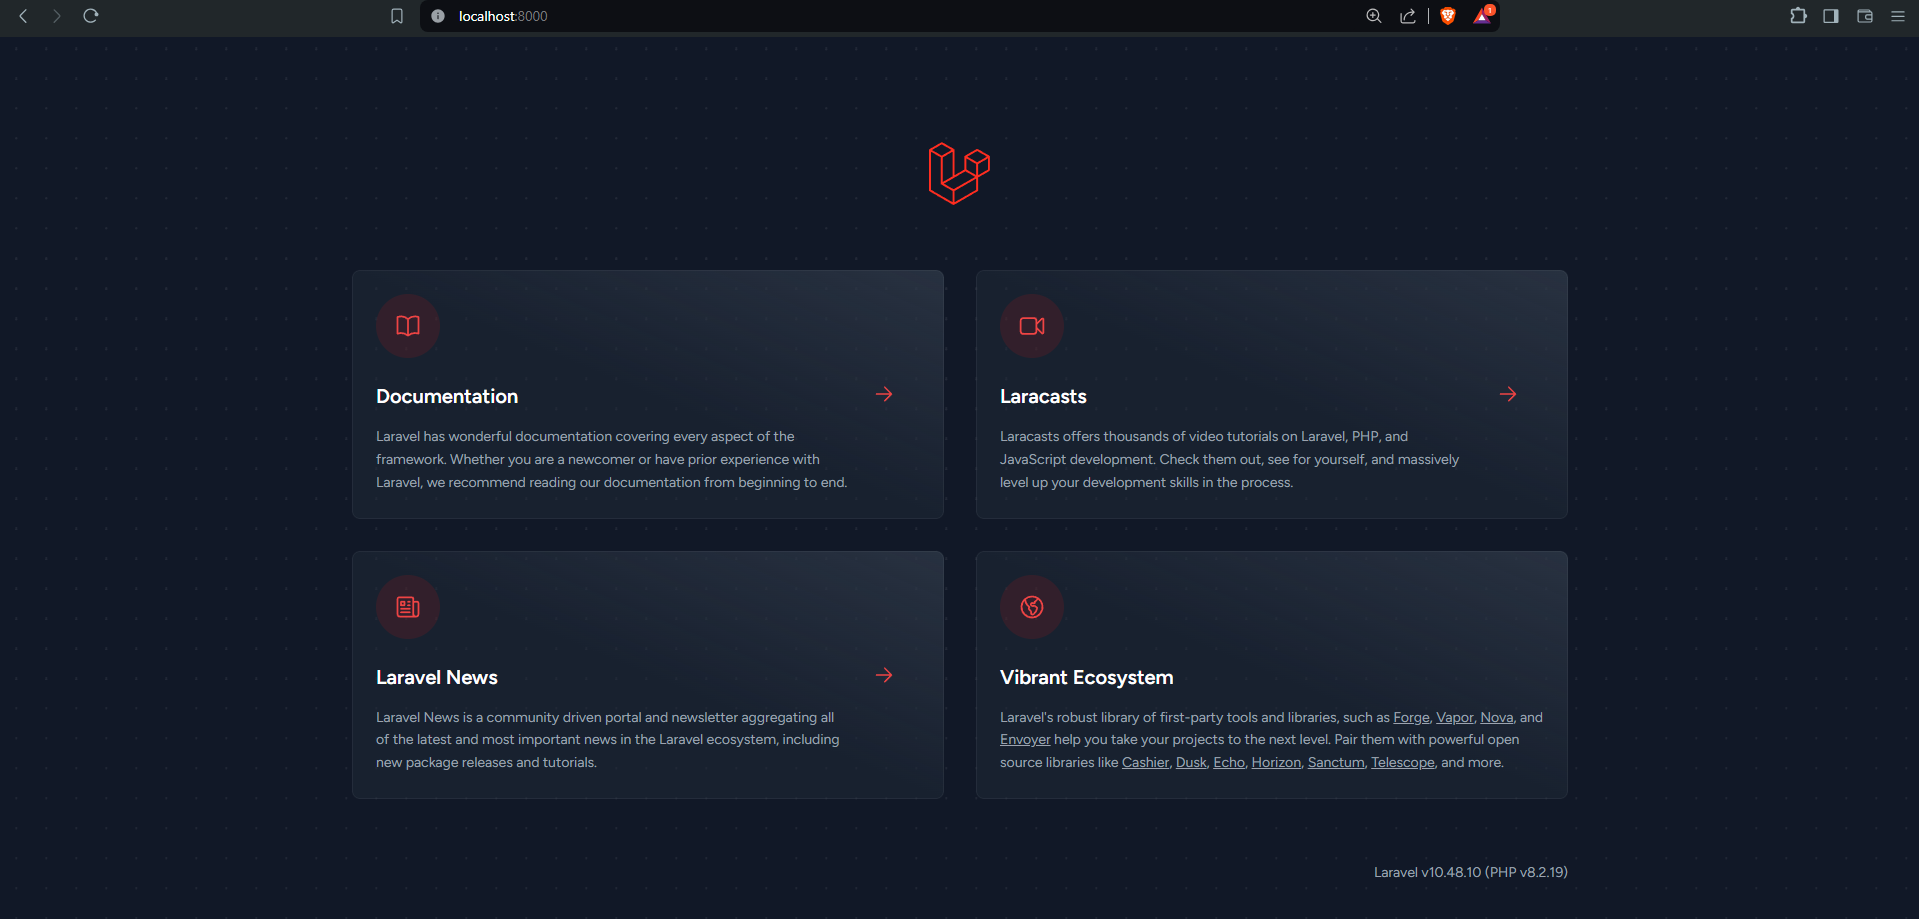 localhost:8000
1
Documentation
Laravel has wonderful documentation covering every aspect of the
framework. Whether you are a newcomer or have prior experience with
Laravel, we recommend reading our documentation from beginning to end.
Laracasts
Laracasts offers thousands of video tutorials on Laravel, PHP, and
JavaScript development. Check them out, see for yourself, and massively
level up your development skills in the process.
Laravel News
Laravel News is a community driven portal and newsletter aggregating all
of the latest and most important news in the Laravel ecosystem, including
new package releases and tutorials.
Vibrant Ecosystem
Laravel's robust library of first-party tools and libraries, such as Forge, Vapor, Nova, and
Envoyer help you take your projects to the next level. Pair them with powerful open
source libraries like Cashier, Dusk, Echo, Horizon, Sanctum, Telescope, and more.
Laravel v10.48.10 (PHP v8.2.19)